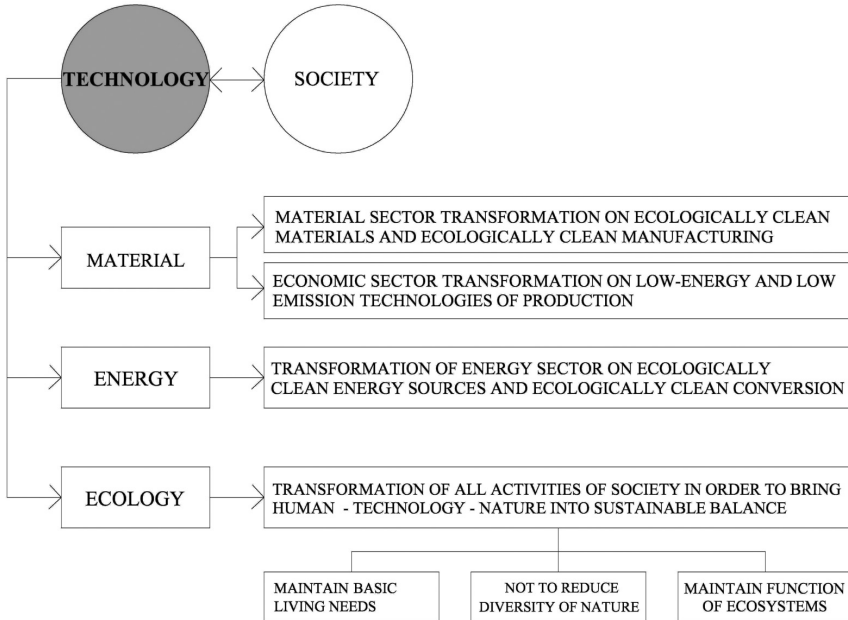 TECHNOLOGY
SOCIETY
MATERIAL
MATERIAL SECTOR TRANSFORMATION ON ECOLOGICALLY CLEAN
MATERIALS AND ECOLOGICALLY CLEAN MANUFACTURING
ECONOMIC SECTOR TRANSFORMATION ON LOW-ENERGY AND LOW
EMISSION TECHNOLOGIES OF PRODUCTION
ENERGY
TRANSFORMATION OF ENERGY SECTOR ON ECOLOGICALLY
CLEAN ENERGY SOURCES AND ECOLOGICALLY CLEAN CONVERSION
ECOLOGY
TRANSFORMATION OF ALL ACTIVITIES OF SOCIETY IN ORDER TO BRING
HUMAN - TECHNOLOGY - NATURE INTO SUSTAINABLE BALANCE
MAINTAIN BASIC
LIVING NEEDS
NOT TO REDUCE
DIVERSITY OF NATURE
MAINTAIN FUNCTION
OF ECOSYSTEMS